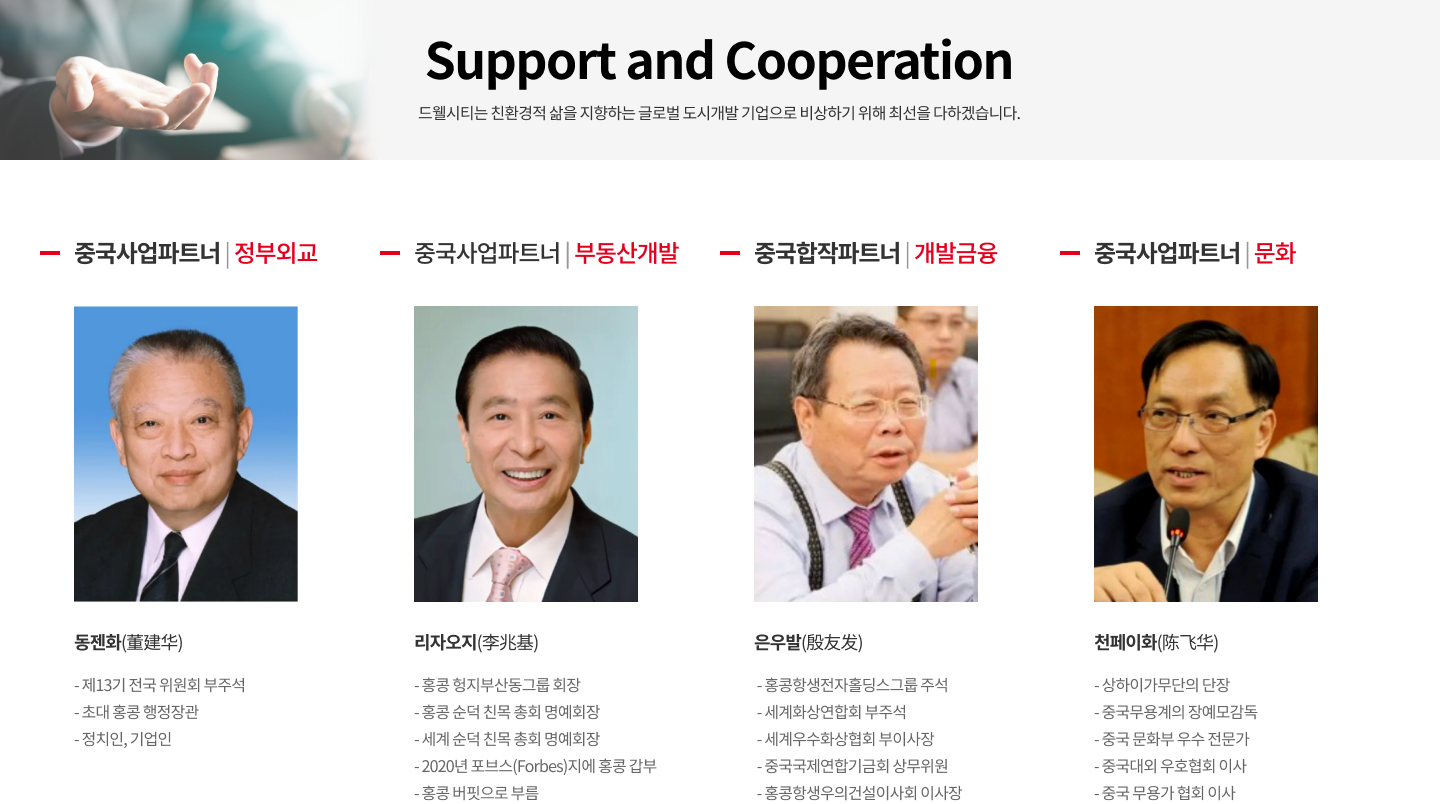 Support and Cooperation
드웰시티는 친환경적 삶을 지향하는 글로벌 도시개발 기업으로 비상하기 위해 최선을 다하겠습니다.
중국사업파트너 | 정부외교
중국사업파트너 | 부동산개발
중국합작파트너 | 개발금융
중국사업파트너 | 문화
동젠화(董建华)
- 제13기 전국 위원회 부주석
- 초대 홍콩 행정장관
- 정치인, 기업인
리자오지(李兆基)
- 홍콩 헝지부산동그룹 회장
- 홍콩 순덕 친목 총회 명예회장
- 세계 순덕 친목 총회 명예회장
- 2020년 포브스(Forbes)지에 홍콩 갑부
- 홍콩 버핏으로 부름
은우발(殷友发)
- 홍콩항생전자홀딩스그룹 주석
- 세계화상연합회 부주석
- 세계우수화상협회 부이사장
- 중국국제연합기금회 상무위원
- 홍콩항생우의건설이사회 이사장
천페이화(陈飞华)
- 상하이가무단의 단장
- 중국무용계의 장예모감독
- 중국 문화부 우수 전문가
- 중국대외 우호협회 이사
- 중국 무용가 협회 이사